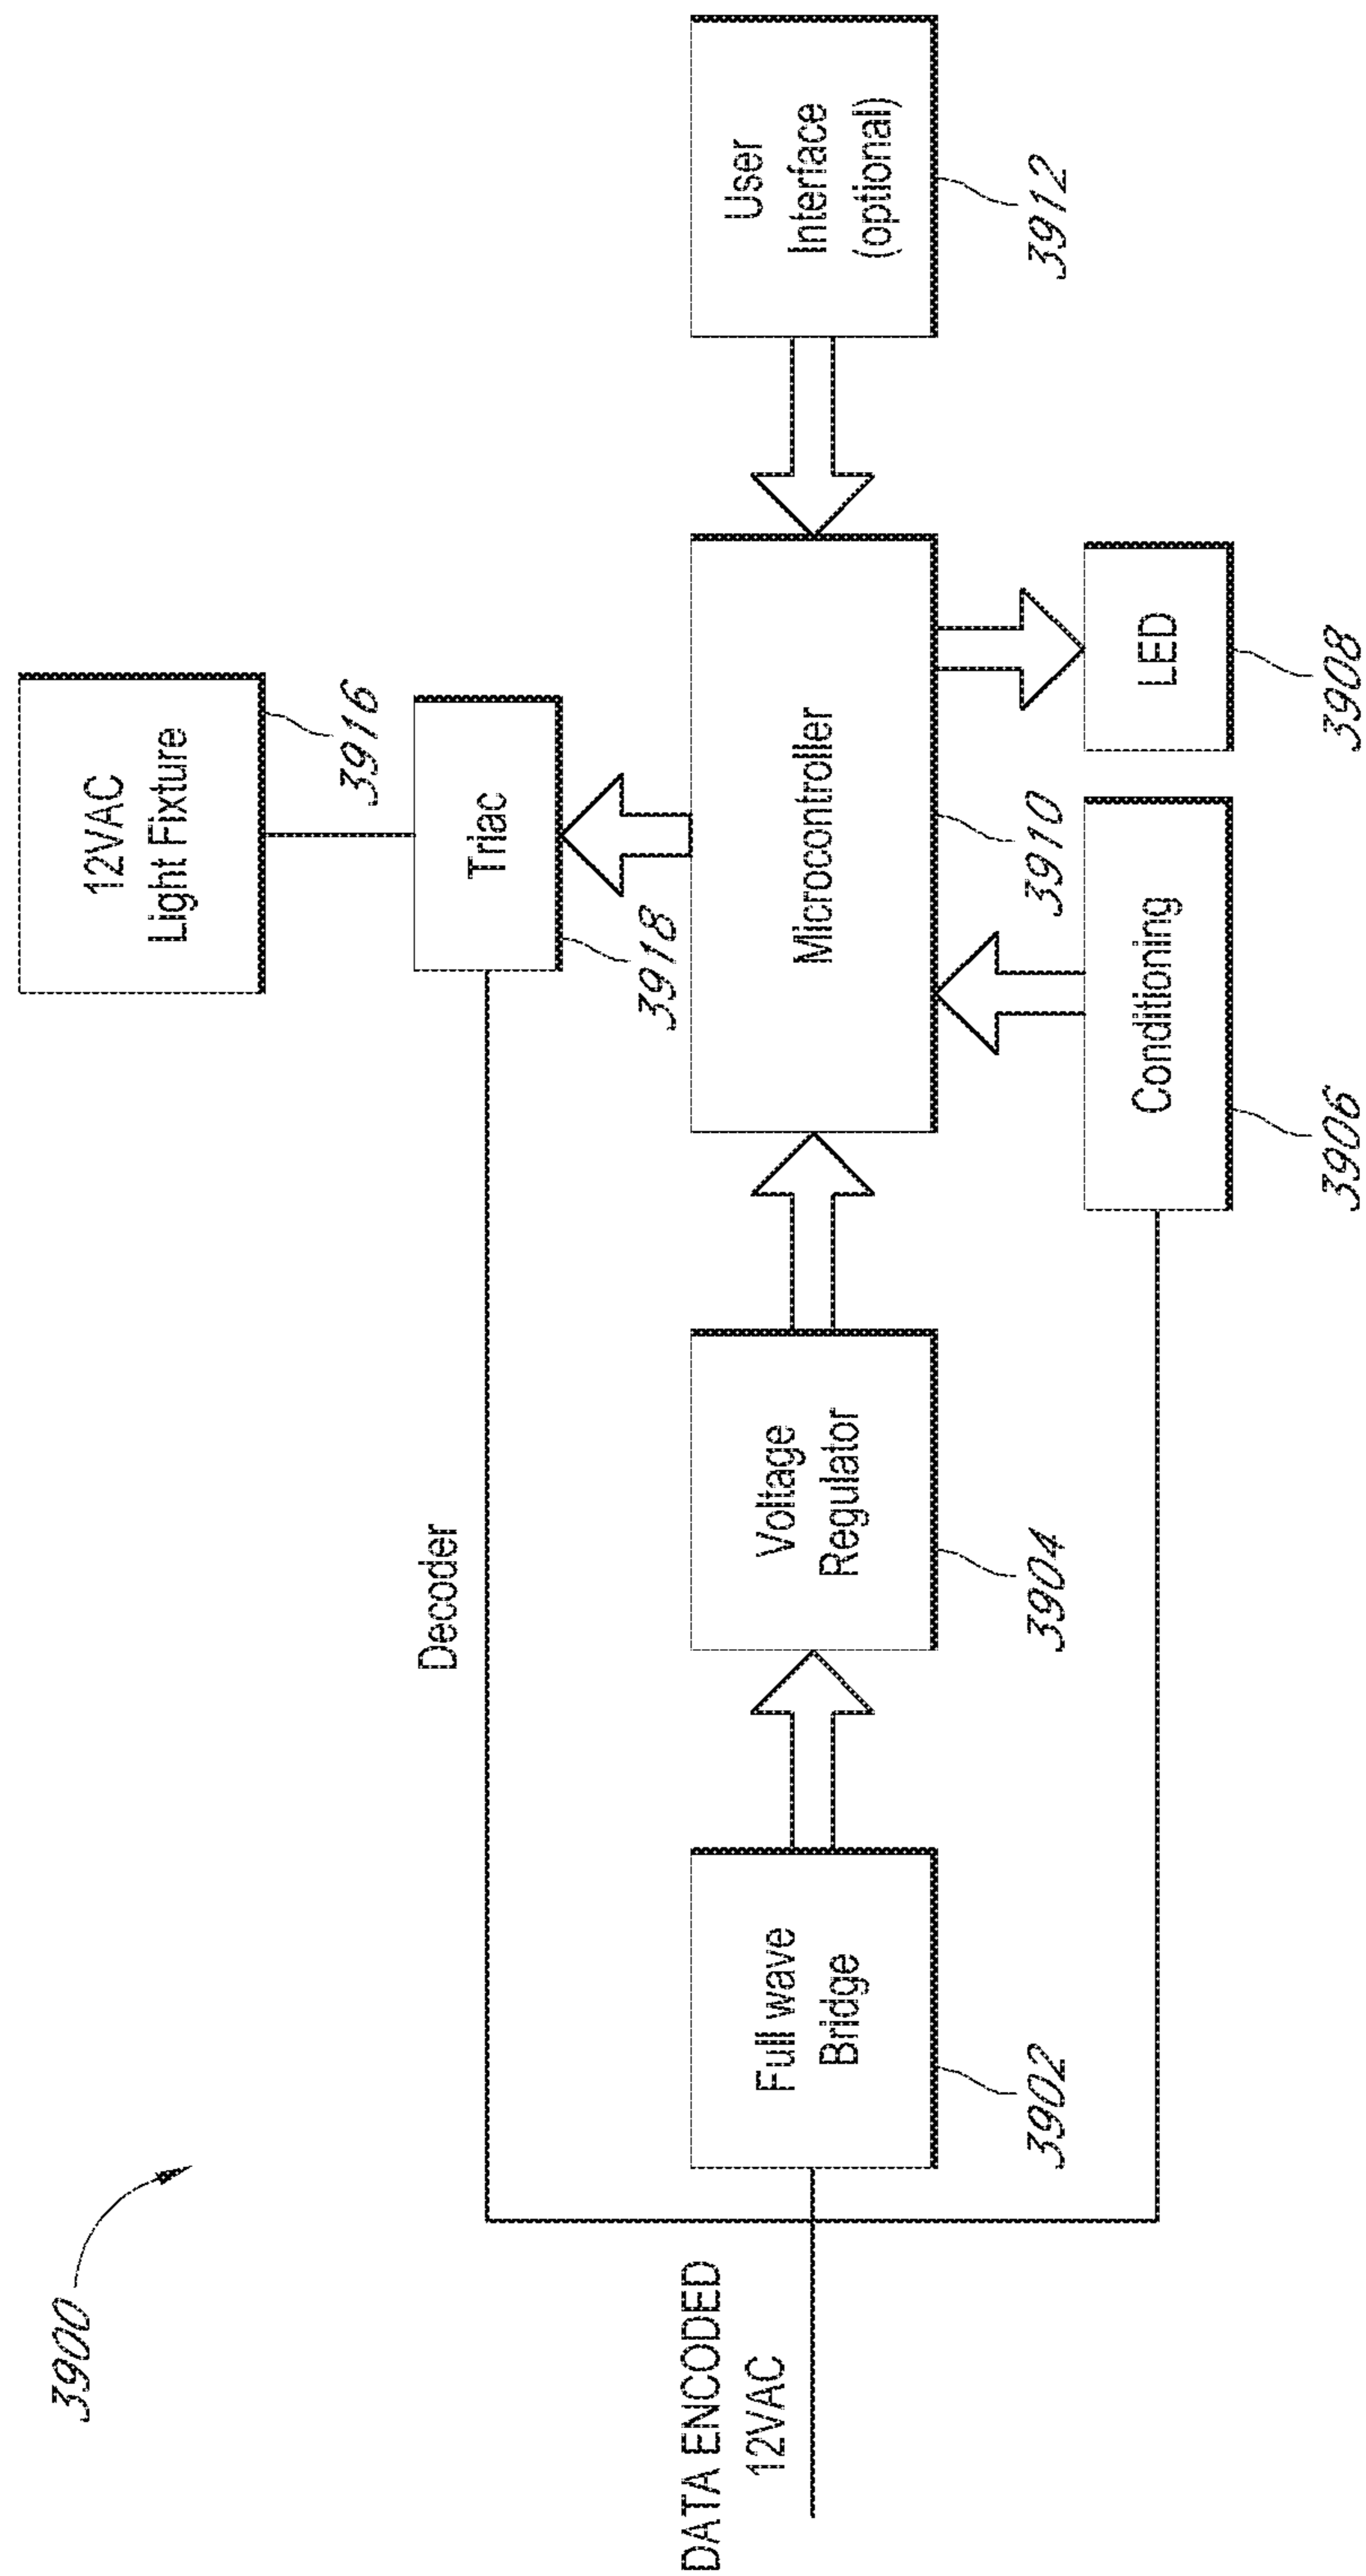 3900
DATA ENCODED
12VAC
Decoder
Full wave
Bridge
3902
Voltage
Regulator
3904
12VAC
Light Fixture
3916
Triac
3918
Microcontroller
3910
Conditioning
3906
LED
3908
User
Interface
(optional)
3912